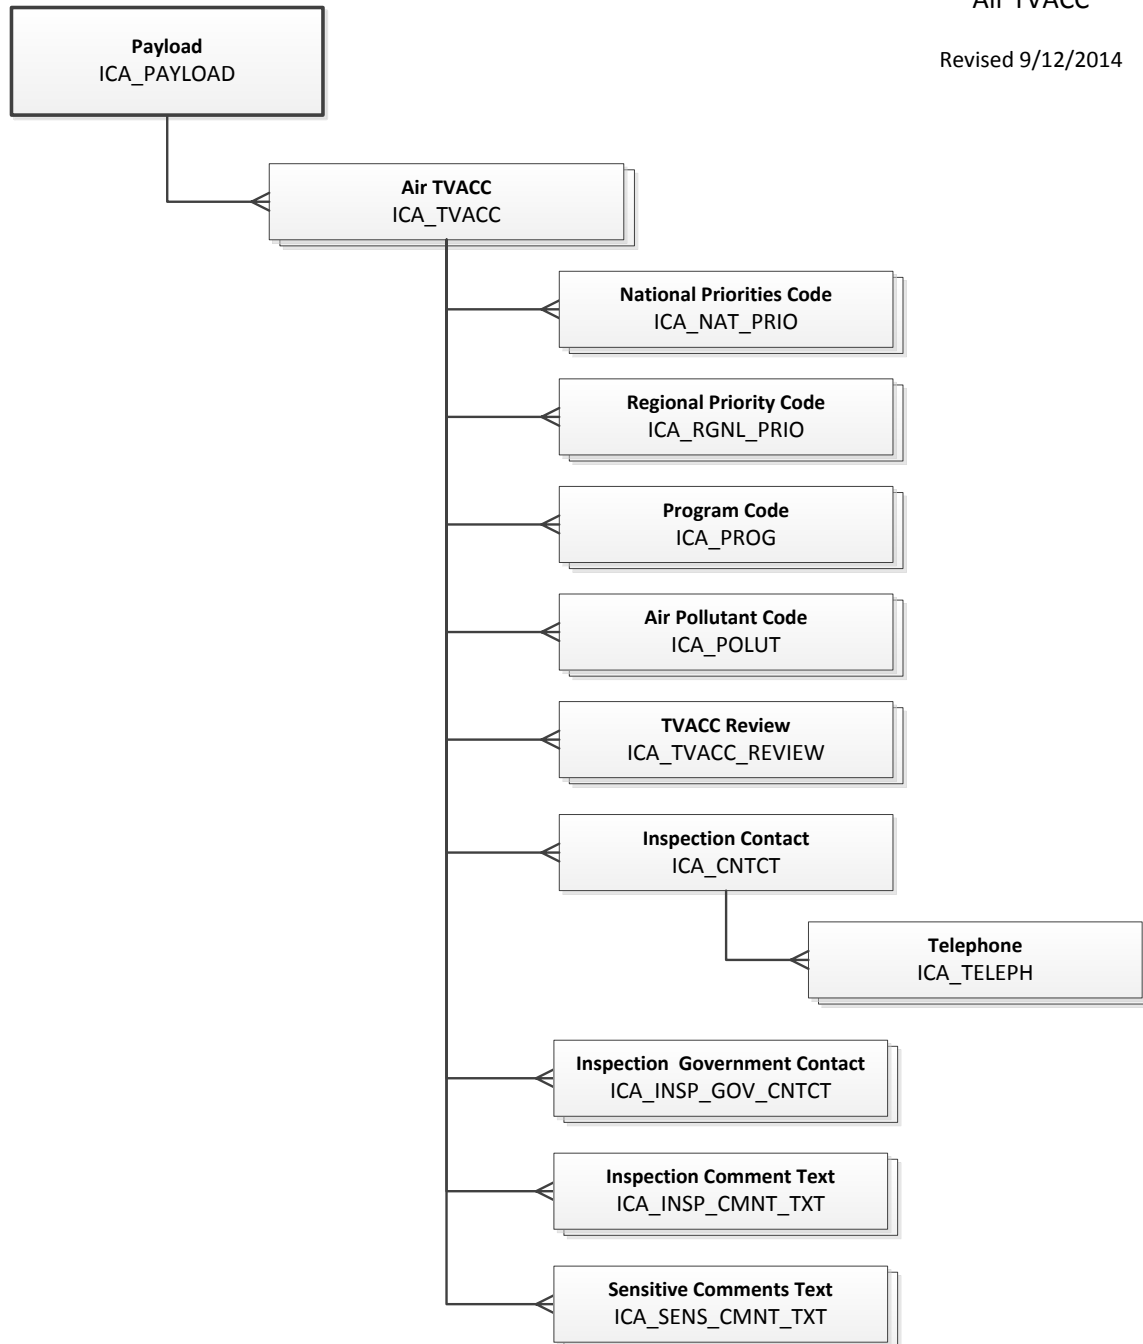 Air TVACC
Revised 9/12/2014
Payload
ICA_PAYLOAD
Air TVACC
ICA_TVACC
National Priorities Code
ICA_NAT_PRIO
Regional Priority Code
ICA_RGNL_PRIO
Program Code
ICA_PROG
Air Pollutant Code
ICA_POLUT
TVACC Review
ICA_TVACC_REVIEW
Inspection Contact
ICA_CNTCT
Telephone
ICA_TELEPH
Inspection  Government Contact
ICA_INSP_GOV_CNTCT
Inspection Comment Text
ICA_INSP_CMNT_TXT
Sensitive Comments Text
ICA_SENS_CMNT_TXT